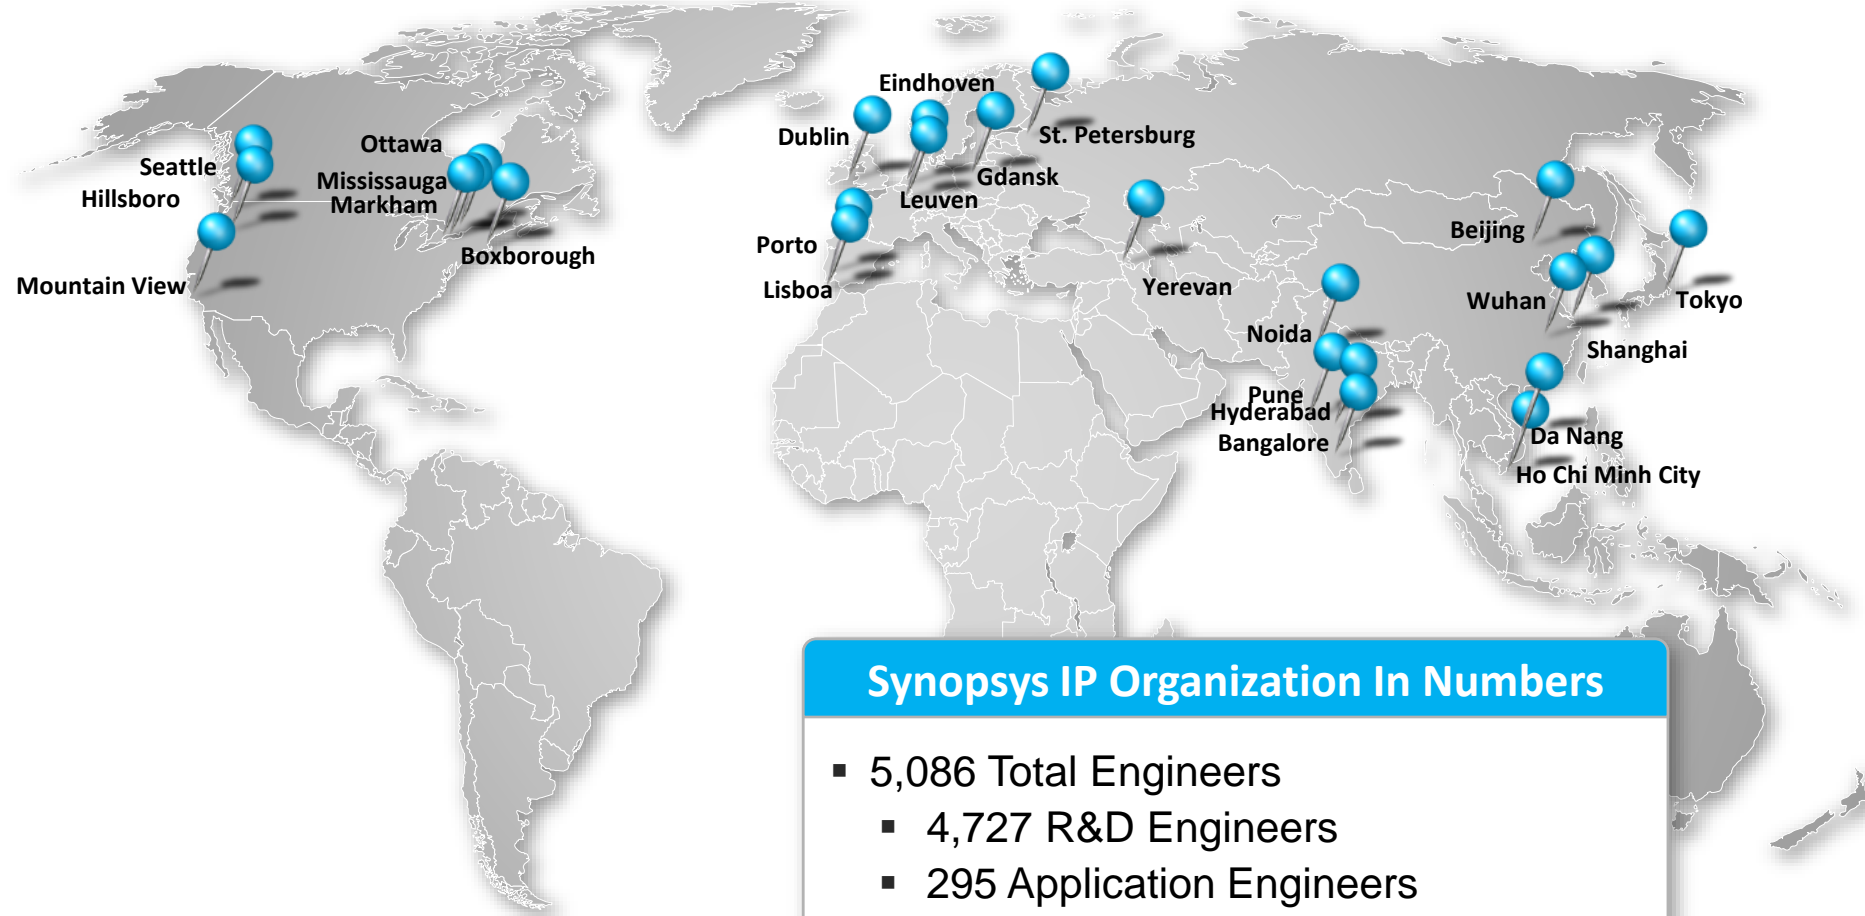 Eindhoven
Dublin
St. Petersburg
Ottawa
Seattle
Mississauga
Gdansk
Hillsboro
Leuven
Markham
Beijing
Porto
Boxborough
Mountain View
Lisboa
Yerevan
Wuhan
Tokyo
Noida
Shanghai
Pune
Hyderabad
Bangalore
Da Nang
Ho Chi Minh City
Synopsys IP Organization In Numbers
▪ 5,086 Total Engineers
▪ 4,727 R&D Engineers
▪ 295 Application Engineers